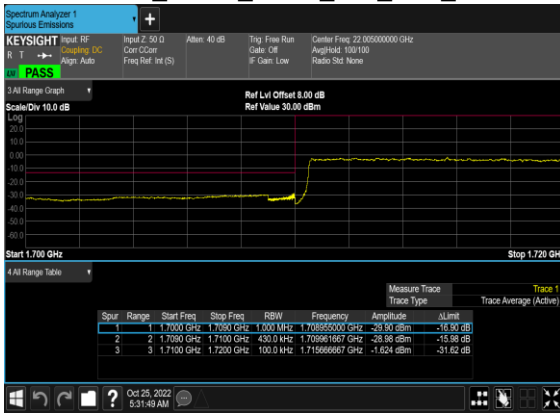 Spectrum Analyzer 1
Spurious Emissions
+
KEYSIGHT Input: RF Input Z: 50 Ω Atten: 40 dB Trig: Free Run Center Freq: 22.005000000 GHz
R T Coupling: DC Corr CCorr Gate: Off Avg|Hold: 100/100
Align: Auto Freq Ref: Int (S) IF Gain: Low Radio Std: None
LNI PASS
3 All Range Graph
Ref Lvl Offset 8.00 dB
Scale/Div 10.0 dB Ref Value 30.00 dBm
Log
20.0
10.0
0.00
-10.0
-20.0
-30.0
-40.0
-50.0
-60.0
Start 1.700 GHz Stop 1.720 GH
4 All Range Table
Measure Trace Trace 1
Trace Type Trace Average (Active)
Spur Range Start Freq Stop Freq RBW Frequency Amplitude ΔLimit
1 1 1.7000 GHz 1.7090 GHz 1.000 MHz 1.708955000 GHz -29.90 dBm -16.90 dB
2 2 1.7090 GHz 1.7100 GHz 430.0 kHz 1.709961667 GHz -28.98 dBm -15.98 dB
3 3 1.7100 GHz 1.7200 GHz 100.0 kHz 1.715666667 GHz -1.624 dBm -31.62 dB
? Oct 25, 2022
5:31:49 AM